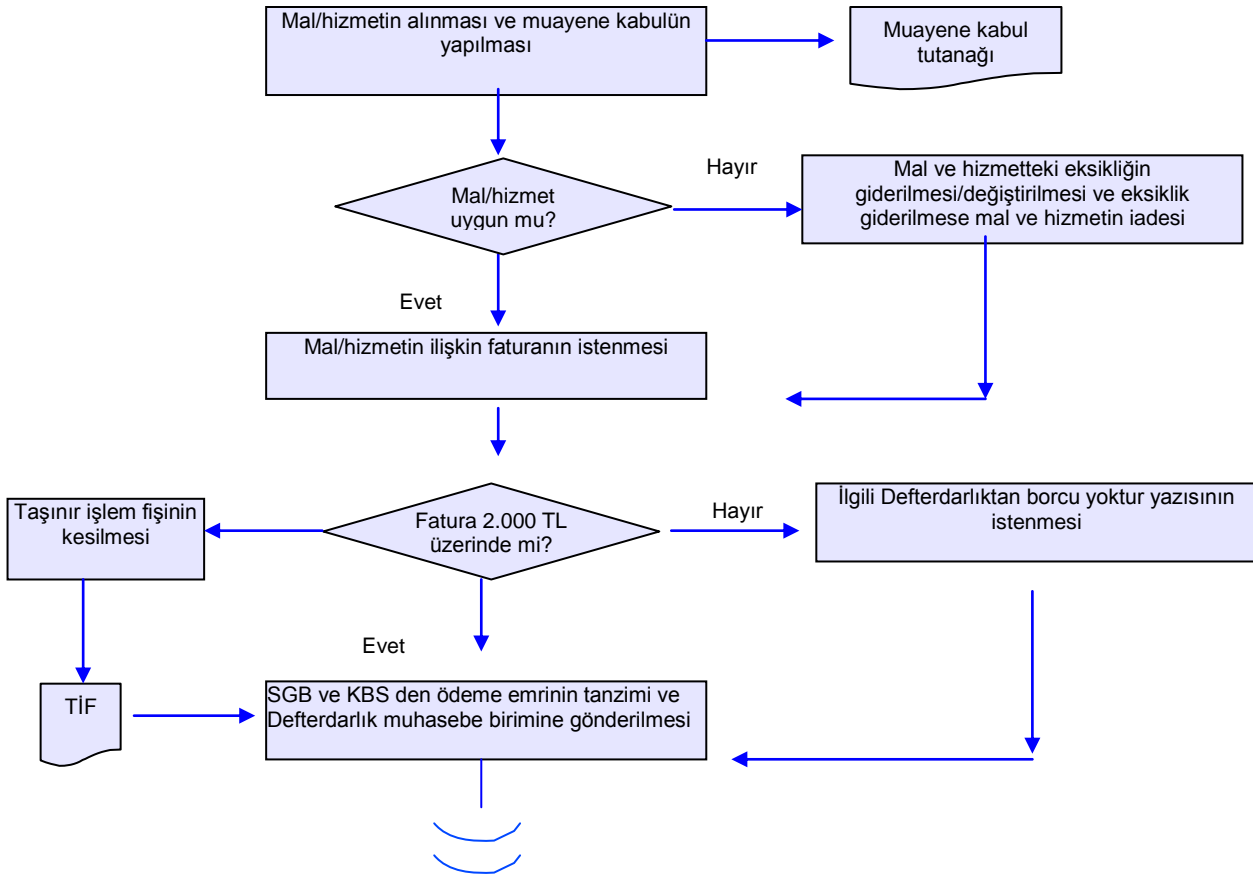 Mal/hizmetin alınması ve muayene kabulün
yapılması
Muayene kabul
tutanağı
Mal/hizmet
uygun mu?
Hayır
Mal ve hizmetteki eksikliğin
giderilmesi/değiştirilmesi ve eksiklik
giderilmese mal ve hizmetin iadesi
Evet
Mal/hizmetin ilişkin faturanın istenmesi
Taşınır işlem fişinin
kesilmesi
Fatura 2.000 TL
üzerinde mi?
Hayır
İlgili Defterdarlıktan borcu yoktur yazısının
istenmesi
Evet
TİF
SGB ve KBS den ödeme emrinin tanzimi ve
Defterdarlık muhasebe birimine gönderilmesi